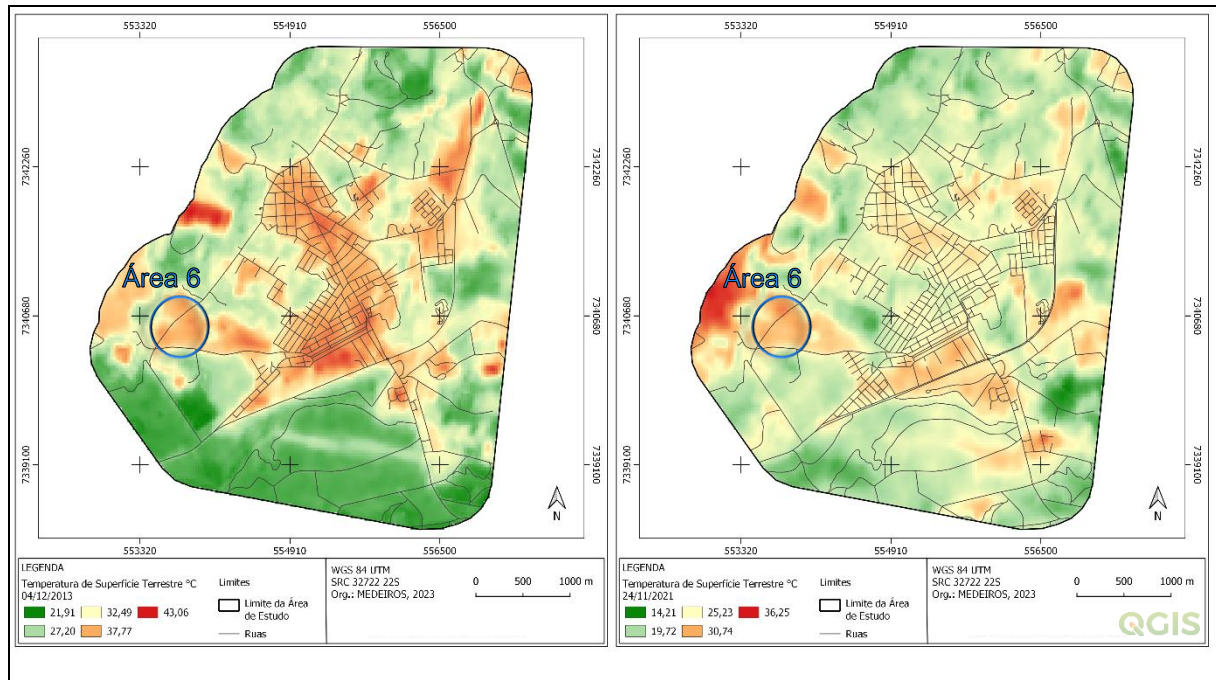 553320 554910 556500
7342260 7342260
Área 6
7340680 7340680
7339100 7339100
N
553320 554910 556500
LEGENDA
Temperatura de Superfície Terrestre °C
04/12/2013
21,91 32,49 43,06
27,20 37,77
Limites
Limite da Área
de Estudo
Ruas
WGS 84 UTM
SRC 32722 22S
Org.: MEDEIROS, 2023
0 500 1000 m
553320 554910 556500
7342260 7342260
Área 6
7340680 7340680
7339100 7339100
N
553320 554910 556500
LEGENDA
Temperatura de Superfície Terrestre °C
24/11/2021
14,21 25,23 36,25
19,72 30,74
Limites
Limite da Área
de Estudo
Ruas
WGS 84 UTM
SRC 32722 22S
Org.: MEDEIROS, 2023
0 500 1000 m
QGIS